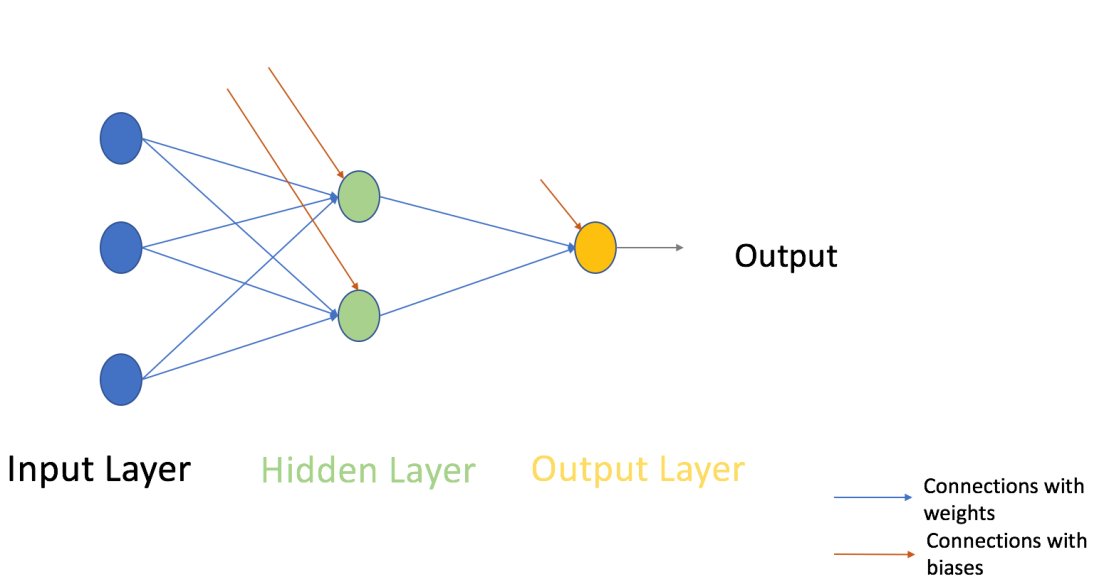 Output
Input Layer
Hidden Layer
Output Layer
Connections with
weights
Connections with
biases